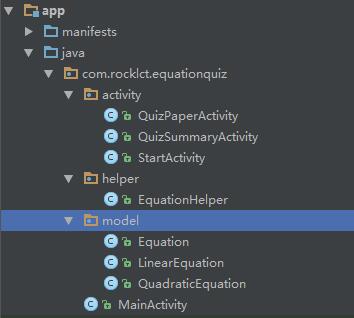 app
manifests
java
com.rocklct.equationquiz
activity
QuizPaperActivity
QuizSummaryActivity
StartActivity
helper
EquationHelper
model
Equation
LinearEquation
QuadraticEquation
MainActivity